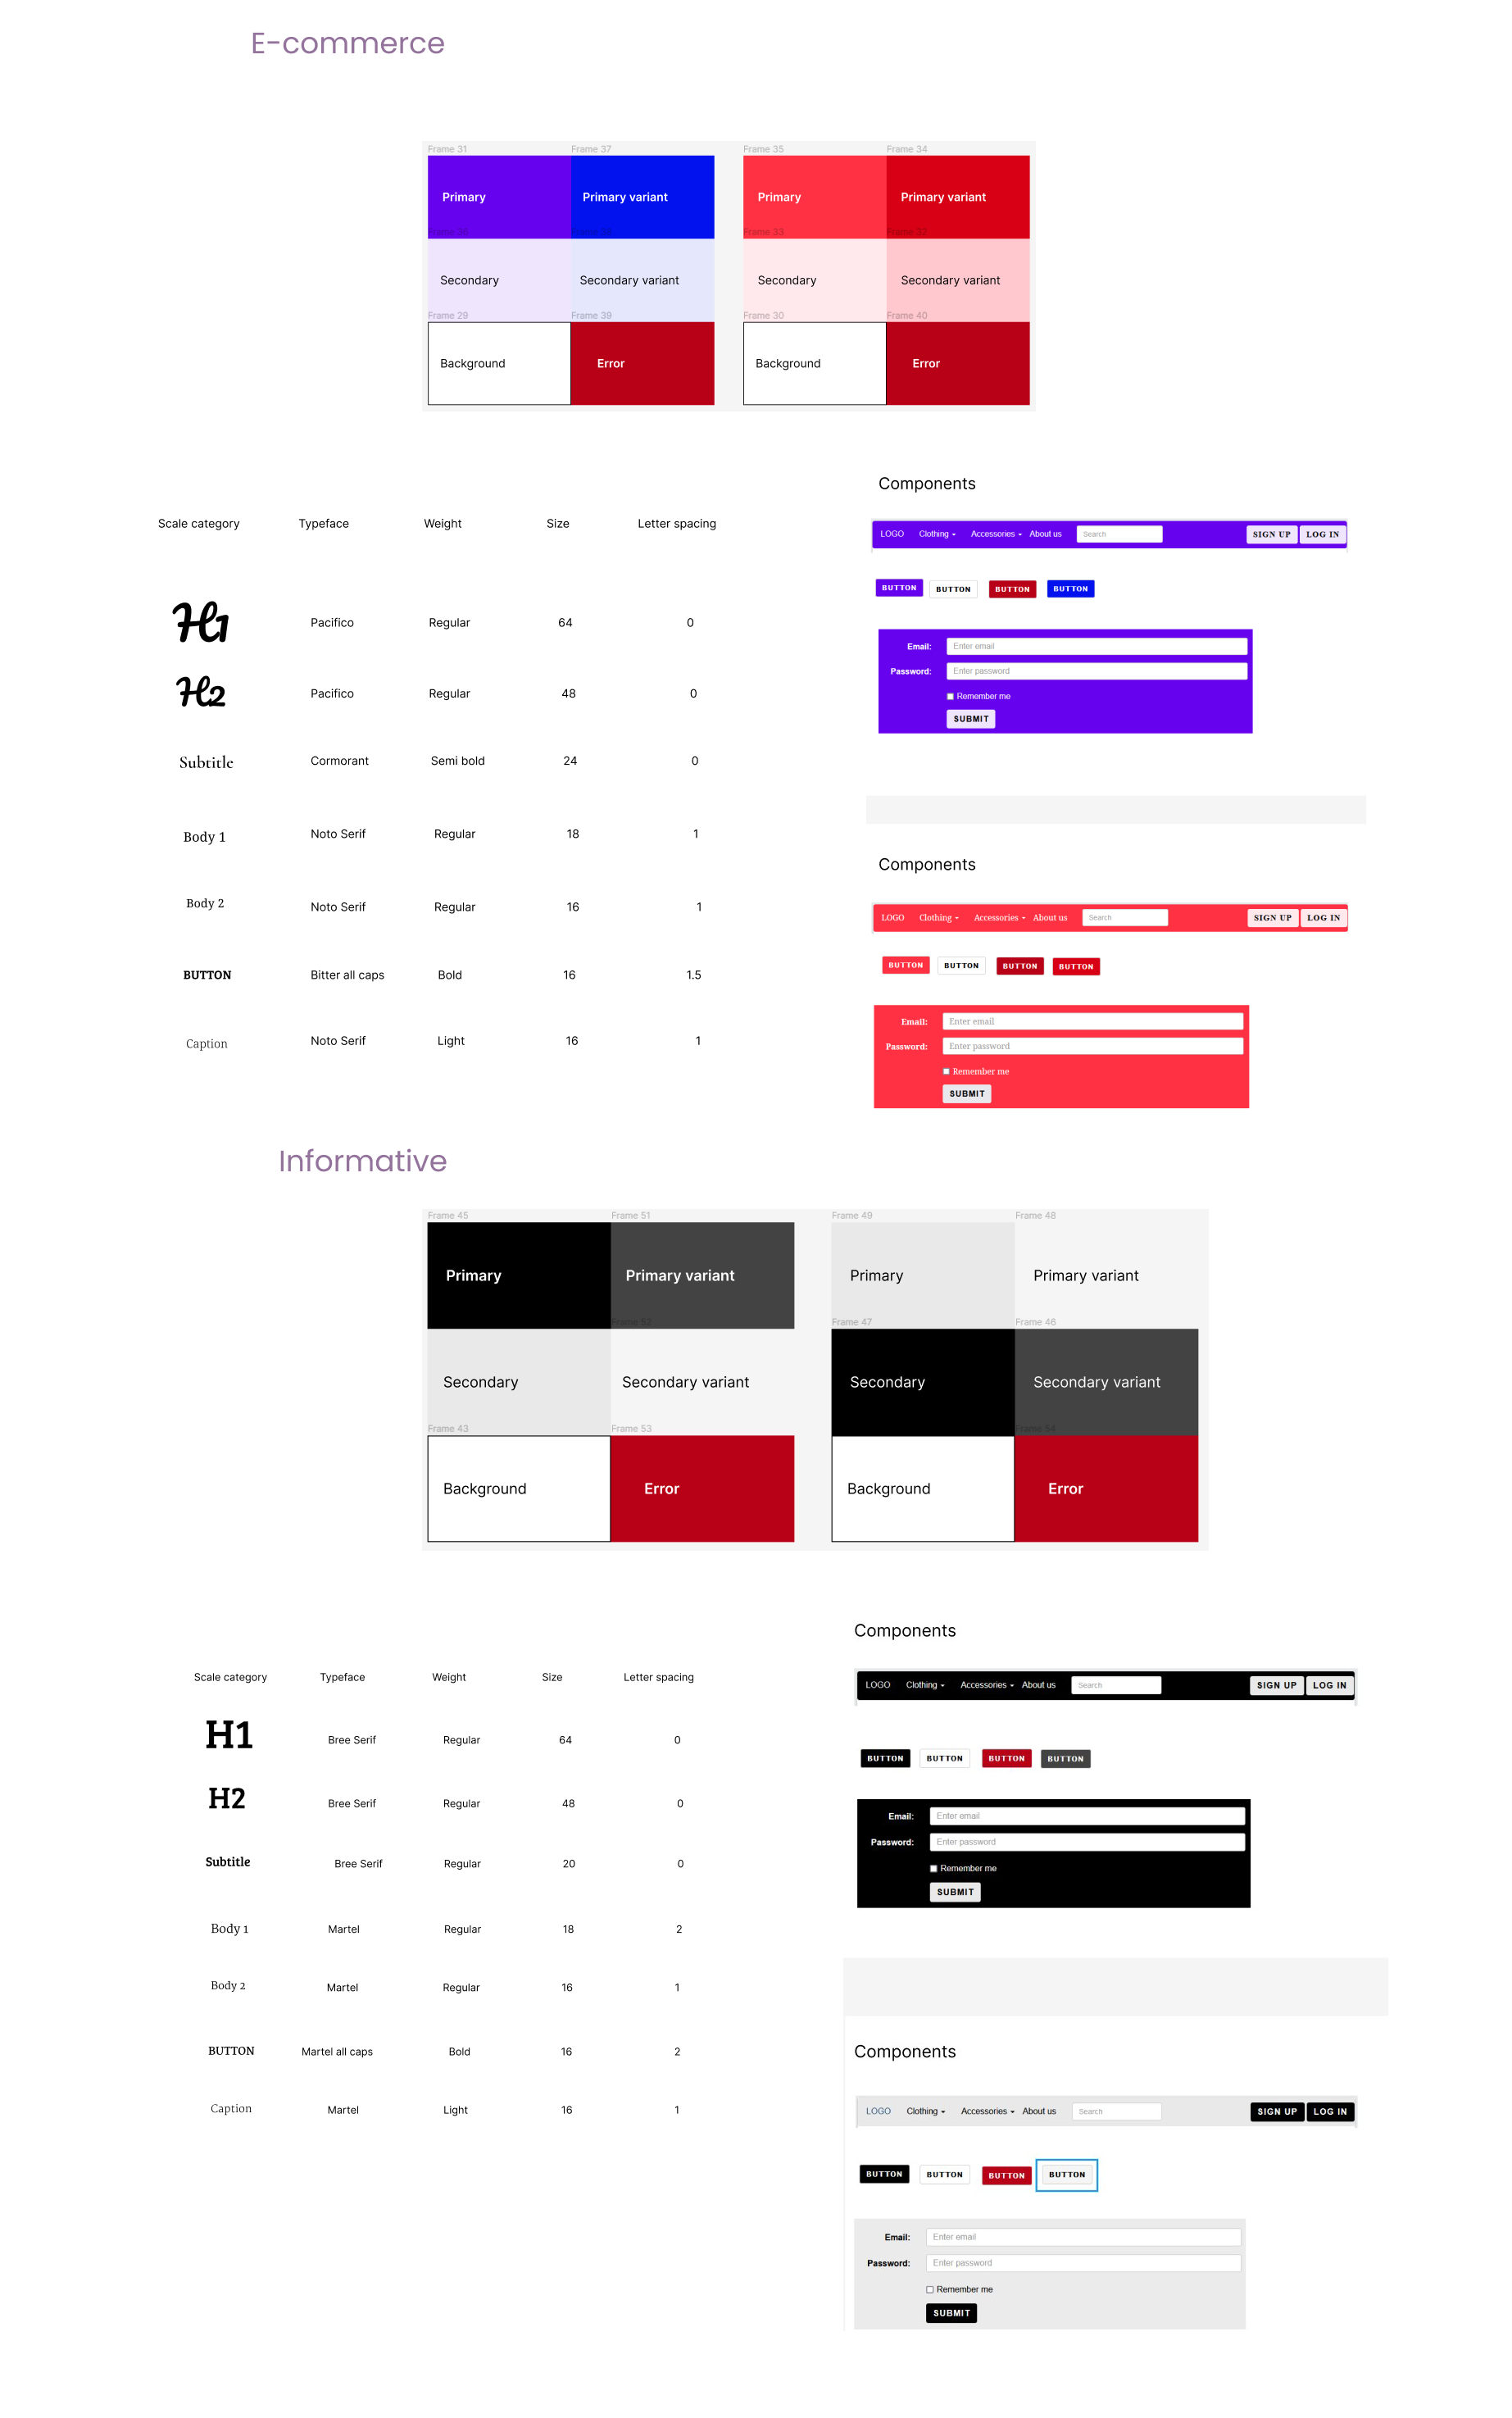 E-commerce
Frame 31 Frame 37 Frame 35 Frame 34
Primary Primary variant Primary Primary variant
Frame 33
Secondary Secondary variant Secondary Secondary variant
Frame 29 Frame 39 Frame 30 Frame 40
Background Error Background Error
Scale category Typeface Weight Size Letter spacing
H1 Pacifico Regular 64 0
H2 Pacifico Regular 48 0
Subtitle Cormorant Semi bold 24 0
Body 1 Noto Serif Regular 18 1
Body 2 Noto Serif Regular 16 1
BUTTON Bitter all caps Bold 16 1.5
Caption Noto Serif Light 16 1
Components
LOGO Clothing Accessories About us Search SIGN UP LOG IN
BUTTON BUTTON BUTTON BUTTON
Email: Enter email
Password: Enter password
Remember me
SUBMIT
Components
LOGO Clothing Accessories About us Search SIGN UP LOG IN
BUTTON BUTTON BUTTON BUTTON
Email: Enter email
Password: Enter password
Remember me
SUBMIT
Informative
Frame 45 Frame 51 Frame 49 Frame 48
Primary Primary variant Primary Primary variant
Frame 52 Frame 47 Frame 46
Secondary Secondary variant Secondary Secondary variant
Frame 43 Frame 53 Frame 54
Background Error Background Error
Scale category Typeface Weight Size Letter spacing
H1 Bree Serif Regular 64 0
H2 Bree Serif Regular 48 0
Subtitle Bree Serif Regular 20 0
Body 1 Martel Regular 18 2
Body 2 Martel Regular 16 1
BUTTON Martel all caps Bold 16 2
Caption Martel Light 16 1
Components
LOGO Clothing Accessories About us Search SIGN UP LOG IN
BUTTON BUTTON BUTTON BUTTON
Email: Enter email
Password: Enter password
Remember me
SUBMIT
Components
LOGO Clothing Accessories About us Search SIGN UP LOG IN
BUTTON BUTTON BUTTON BUTTON
Email: Enter email
Password: Enter password
Remember me
SUBMIT